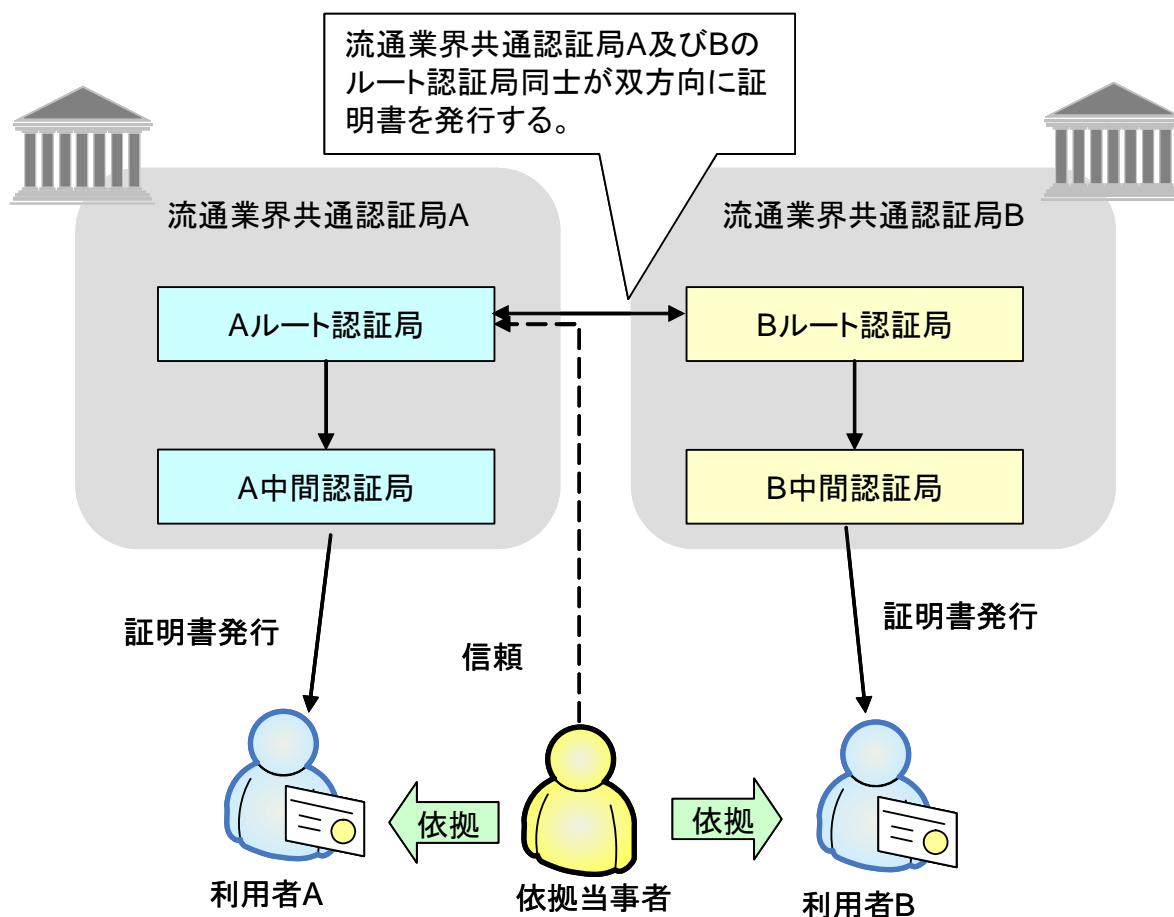 流通業界共通認証局A及びBの
ルート認証局同士が双方向に証
明書を発行する。
流通業界共通認証局A
流通業界共通認証局B
Aルート認証局
Bルート認証局
A中間認証局
B中間認証局
証明書発行
証明書発行
信頼
依拠
依拠
利用者A
依拠当事者
利用者B